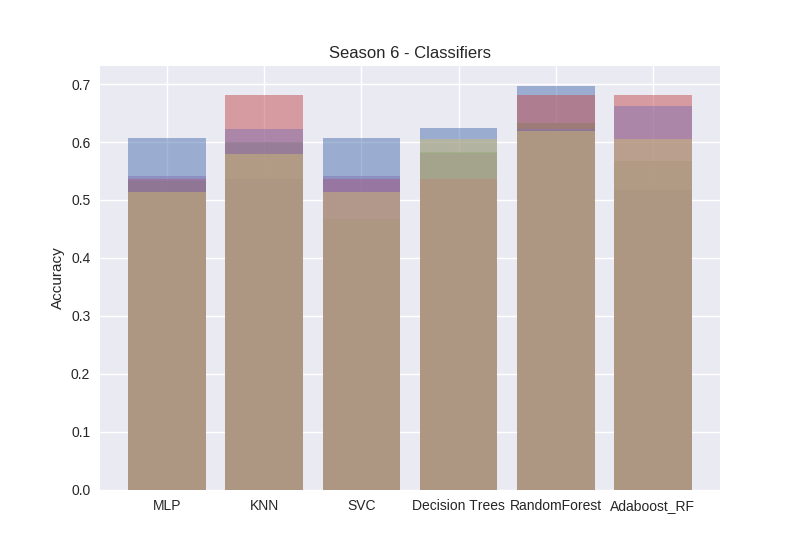 Season 6 - Classifiers
Accuracy
0.7
0.6
0.5
0.4
0.3
0.2
0.1
0.0
MLP KNN SVC Decision Trees RandomForest Adaboost_RF